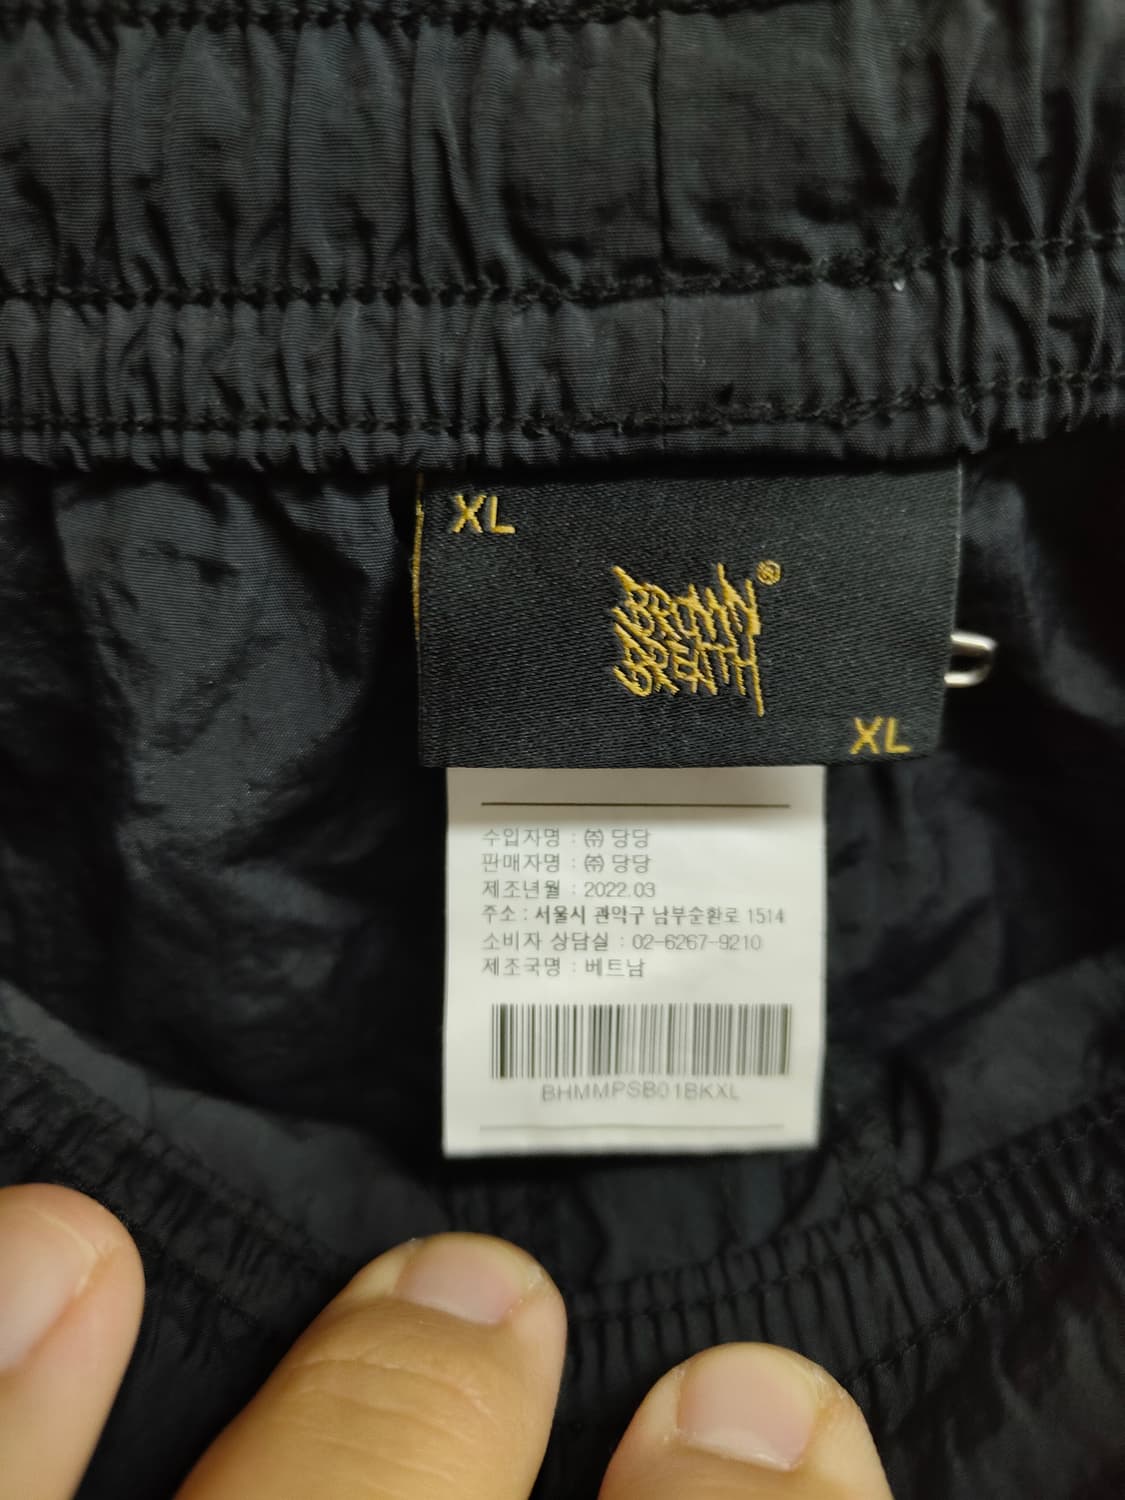 XL
XL
수입자명 : ㈜ 당당
판매자명 : ㈜ 당당
제조년월 : 2022.03
주소 : 서울시 관악구 남부순환로 1514
소비자 상담실 : 02-6267-9210
제조국명 : 베트남
BHMMPSB01BKXL